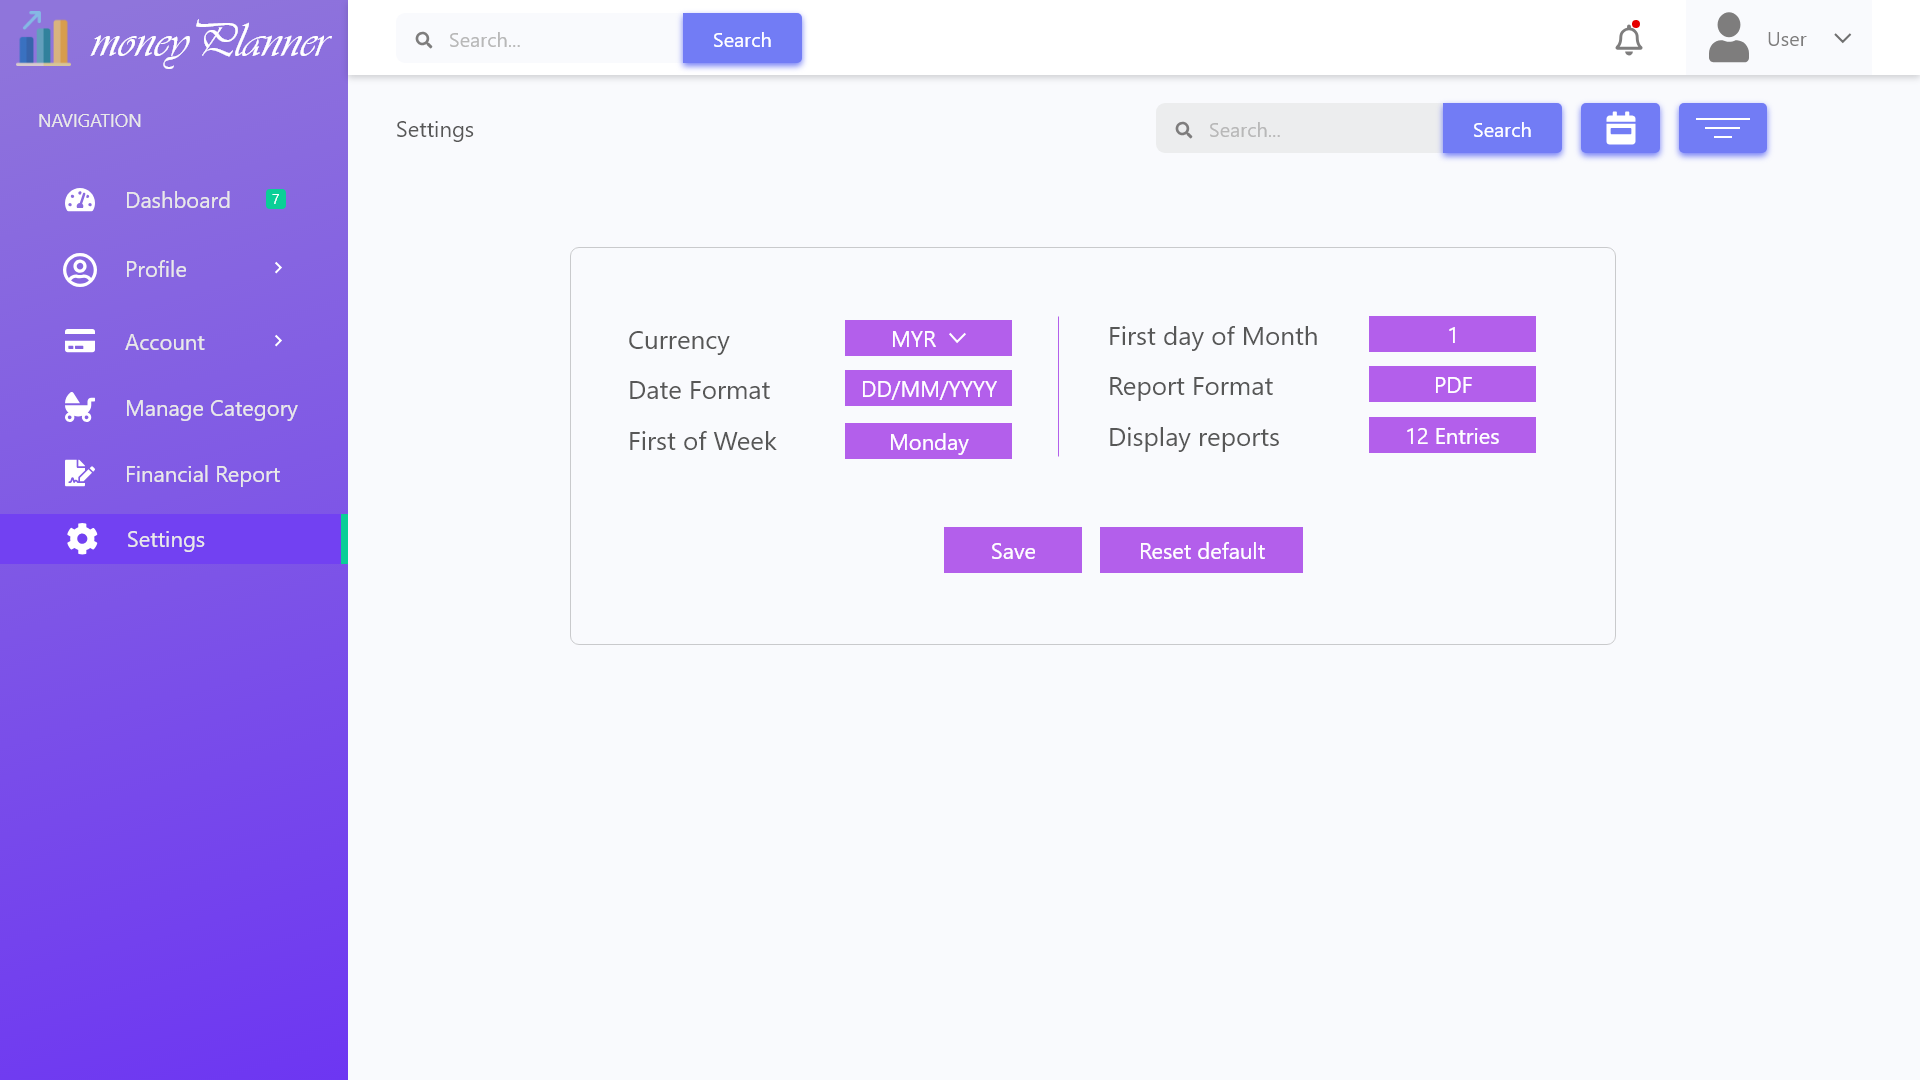 money Planner
Search...
Search
User
NAVIGATION
Dashboard
7
Profile
Account
Manage Category
Financial Report
Settings
Settings
Search...
Search
Currency
MYR
Date Format
DD/MM/YYYY
First of Week
Monday
First day of Month
1
Report Format
PDF
Display reports
12 Entries
Save
Reset default